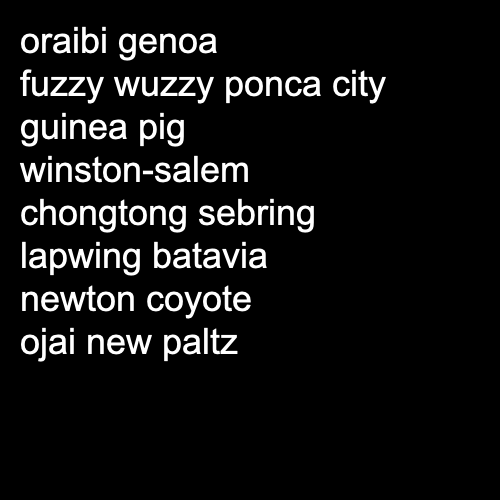 oraibi genoa
fuzzy wuzzy ponca city
guinea pig
winston-salem
chongtong sebring
lapwing batavia
newton coyote
ojai new paltz